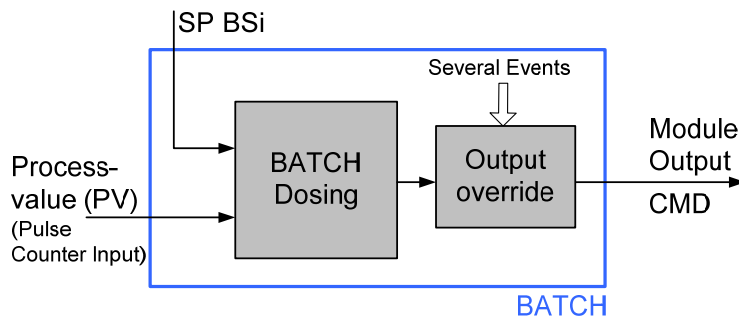 SP BSi
Several Events
BATCH
Dosing
Output
override
Module
Output
CMD
Process-
value (PV)
(Pulse
Counter Input)
BATCH